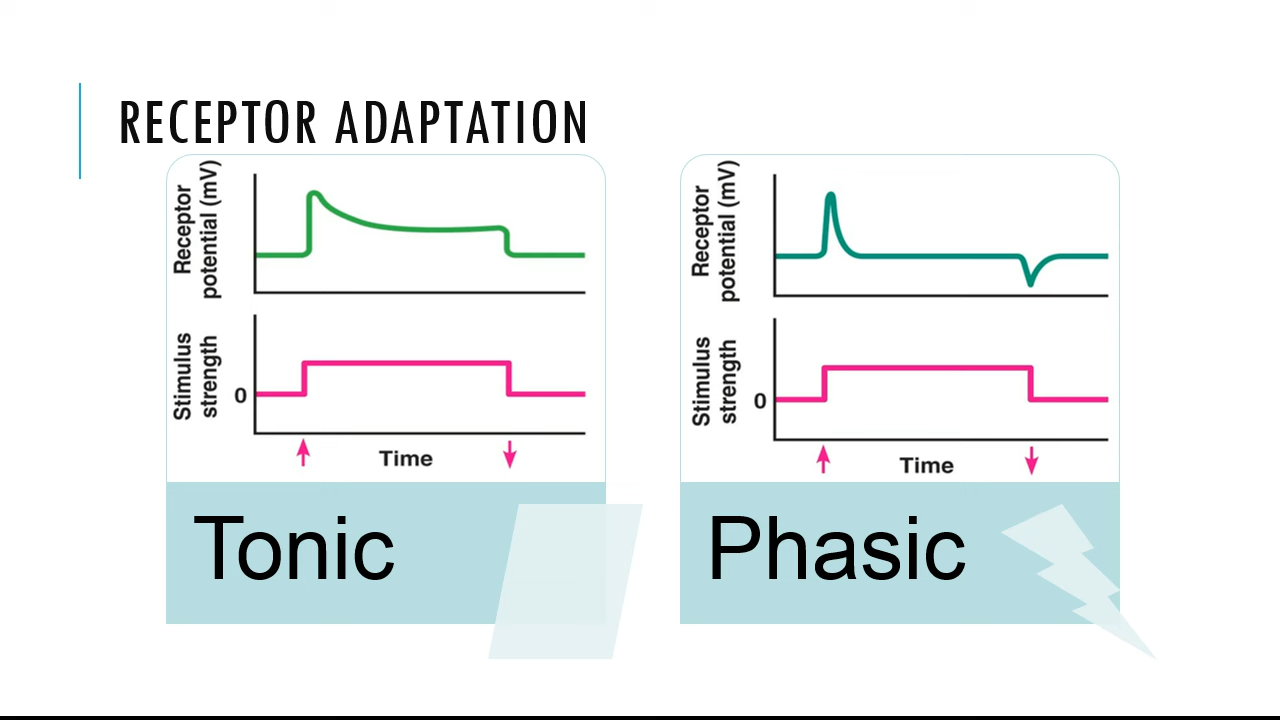 RECEPTOR ADAPTATION
Receptor
potential (mV)
Stimulus
strength
0
Time
Tonic
Receptor
potential (mV)
Stimulus
strength
0
Time
Phasic